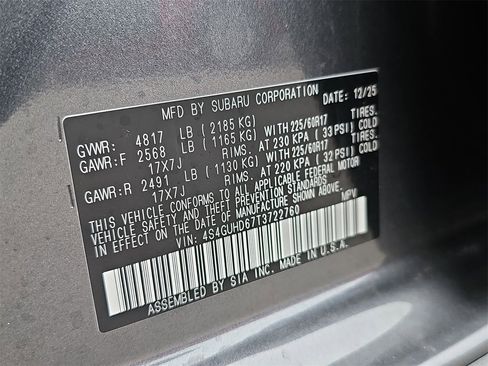 MFD BY SUBARU CORPORATION DATE: 12/25
GVWR: 4817 LB (2185 KG)
GAWR:F 2568 LB (1165 KG) WITH 225/60R17 TIRES,
17X7J RIMS, AT 230 KPA (33 PSI) COLD
GAWR:R 2491 LB (1130 KG) WITH 225/60R17 TIRES,
17X7J RIMS, AT 220 KPA (32 PSI) COLD
THIS VEHICLE CONFORMS TO ALL APPLICABLE FEDERAL MOTOR
VEHICLE SAFETY AND THEFT PREVENTION STANDARDS
IN EFFECT ON THE DATE OF MANUFACTURE SHOWN ABOVE.
VIN: 4S4GUHD67T3722760 MPV
ASSEMBLED BY SIA INC. MADE IN U.S.A.